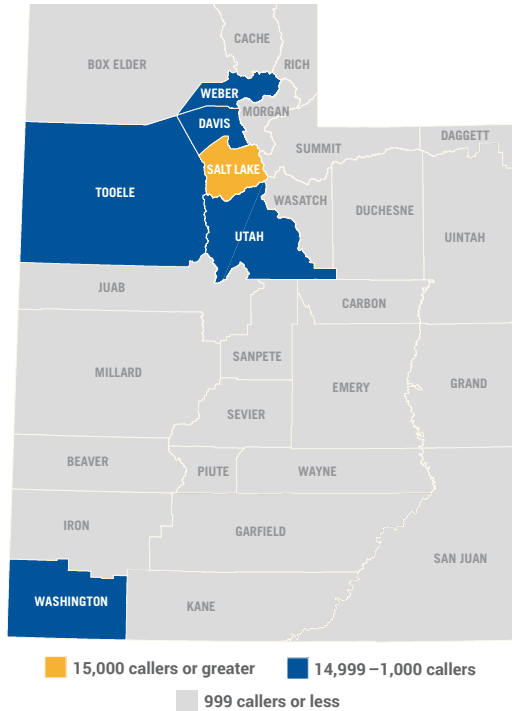 CACHE
BOX ELDER
RICH
WEBER
MORGAN
DAVIS
DAGGETT
SUMMIT
SALT LAKE
TOOELE
WASATCH
DUCHESNE
UTAH
UINTAH
JUAB
CARBON
SANPETE
MILLARD
EMERY
GRAND
SEVIER
BEAVER
PIUTE
WAYNE
IRON
GARFIELD
SAN JUAN
WASHINGTON
KANE
15,000 callers or greater
14,999 – 1,000 callers
999 callers or less